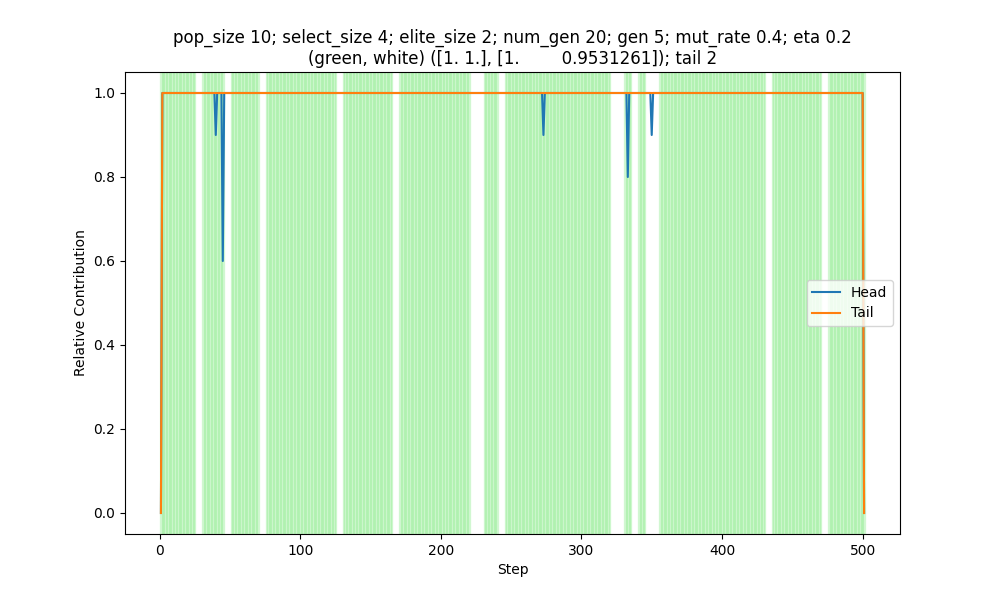 pop_size 10; select_size 4; elite_size 2; num_gen 20; gen 5; mut_rate 0.4; eta 0.2
(green, white) ([1. 1.], [1.        0.9531261]); tail 2
1.0
0.8
0.6
0.4
0.2
0.0
Relative Contribution
Head
Tail
0
100
200
300
400
500
Step